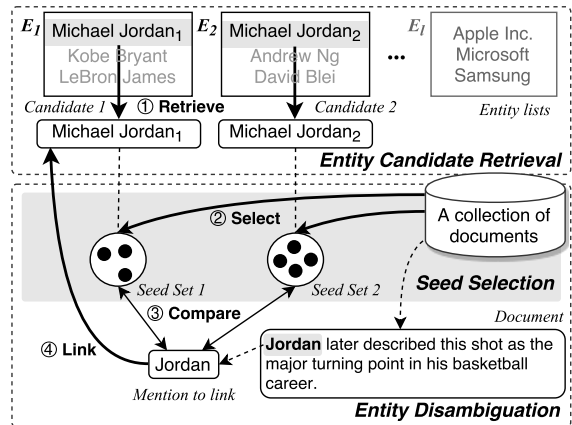 E1 Michael Jordan1
Kobe Bryant
LeBron James
E2 Michael Jordan2
Andrew Ng
David Blei
...
El Apple Inc.
Microsoft
Samsung
Candidate 1 ① Retrieve Candidate 2 Entity lists
Michael Jordan1 Michael Jordan2
Entity Candidate Retrieval
② Select
A collection of
documents
Seed Set 1 Seed Set 2 Seed Selection
③ Compare
Document
④ Link
Jordan
Mention to link
Jordan later described this shot as the
major turning point in his basketball
career.
Entity Disambiguation